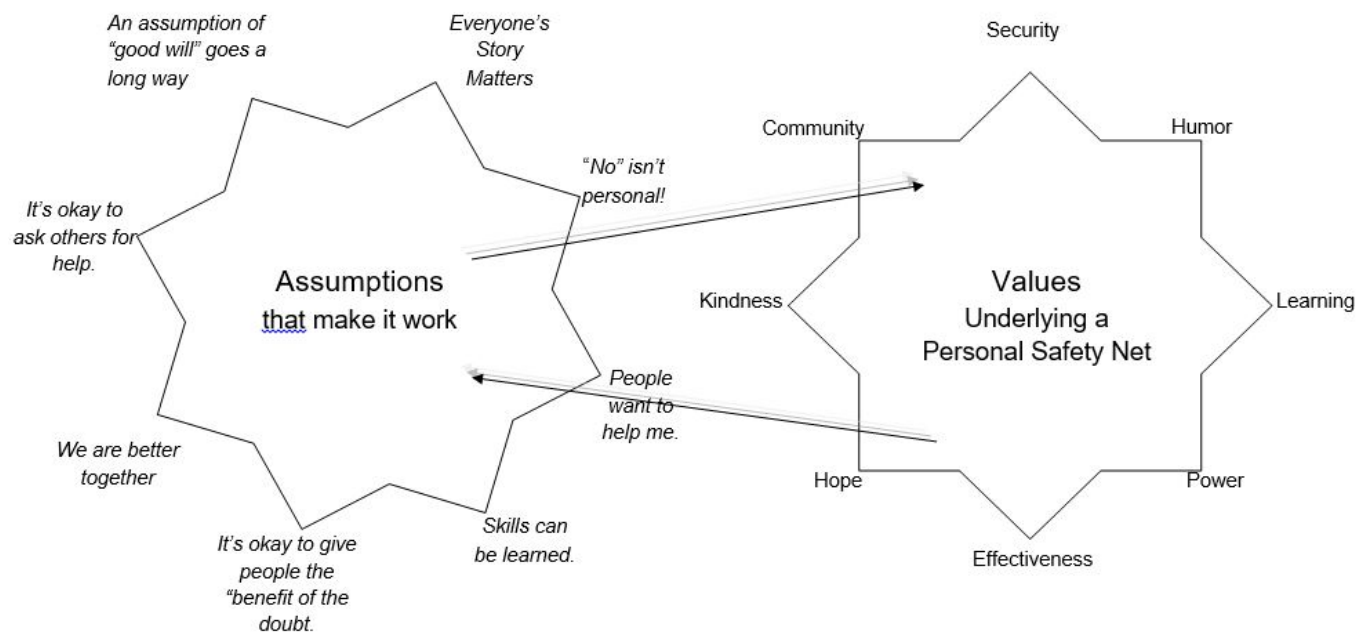 An assumption of
“good will” goes a
long way
Everyone’s
Story
Matters
“No” isn’t
personal!
It’s okay to
ask others for
help.
Assumptions
that make it work
People
want to
help me.
We are better
together
Skills can
be learned.
It’s okay to give
people the
“benefit of the
doubt.
Security
Community
Humor
Kindness
Values
Underlying a
Personal Safety Net
Learning
Hope
Power
Effectiveness